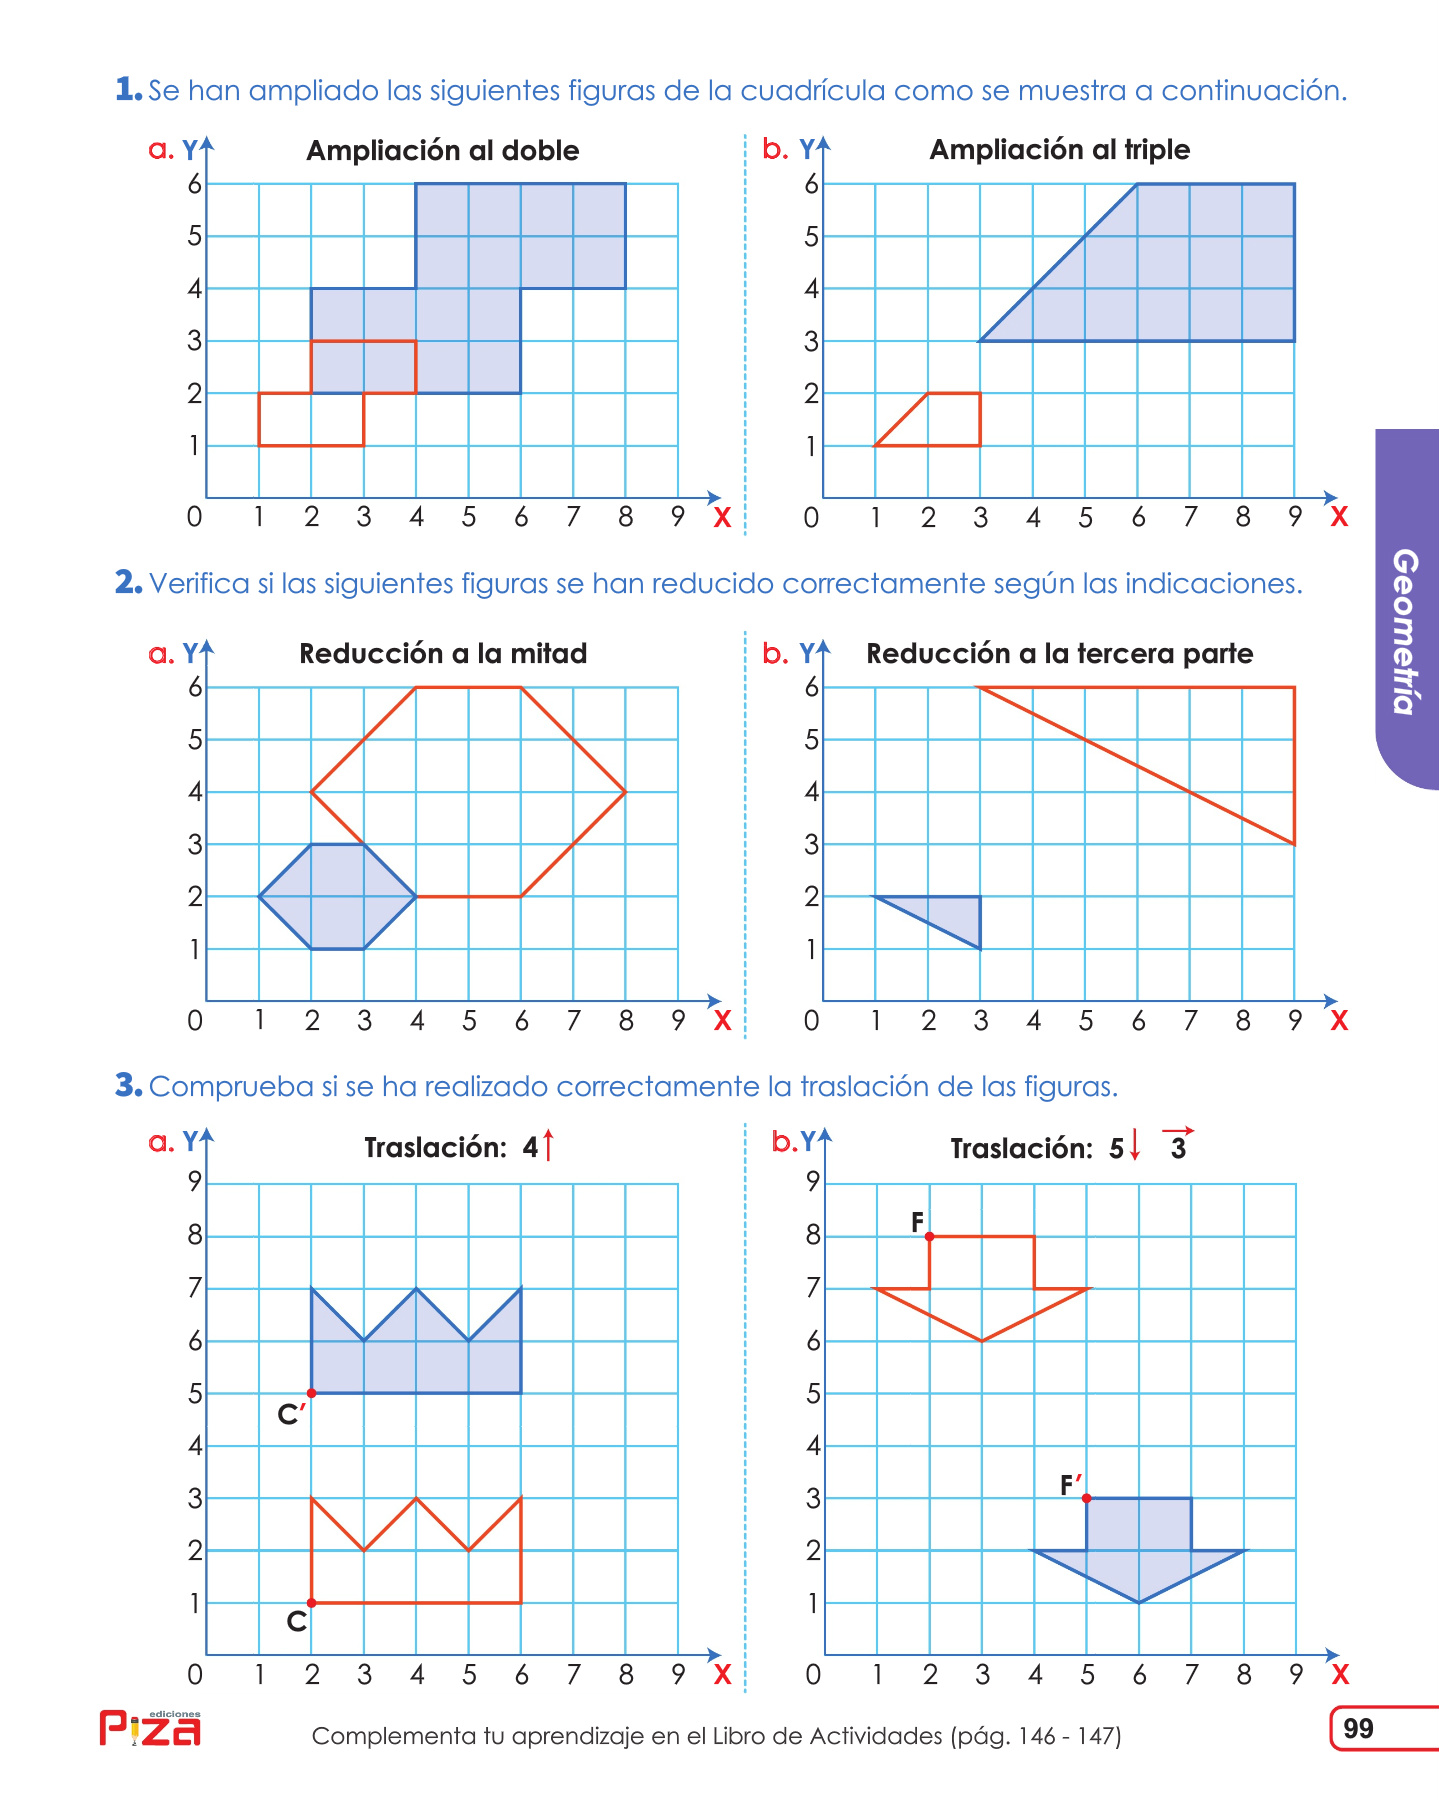 1. Se han ampliado las siguientes figuras de la cuadrícula como se muestra a continuación.
a. Y Ampliación al doble
6
5
4
3
2
1
0 1 2 3 4 5 6 7 8 9 X
b. Y Ampliación al triple
6
5
4
3
2
1
0 1 2 3 4 5 6 7 8 9 X
2. Verifica si las siguientes figuras se han reducido correctamente según las indicaciones.
a. Y Reducción a la mitad
6
5
4
3
2
1
0 1 2 3 4 5 6 7 8 9 X
b. Y Reducción a la tercera parte
6
5
4
3
2
1
0 1 2 3 4 5 6 7 8 9 X
Geometría
3. Comprueba si se ha realizado correctamente la traslación de las figuras.
a. Y Traslación: 4↑
9
8
7
6
5
C′
4
3
2
1
C
0 1 2 3 4 5 6 7 8 9 X
b. Y Traslación: 5↓ 3→
9
F
8
7
6
5
4
F′
3
2
1
0 1 2 3 4 5 6 7 8 9 X
ediciones
Piza
Complementa tu aprendizaje en el Libro de Actividades (pág. 146 - 147)
99